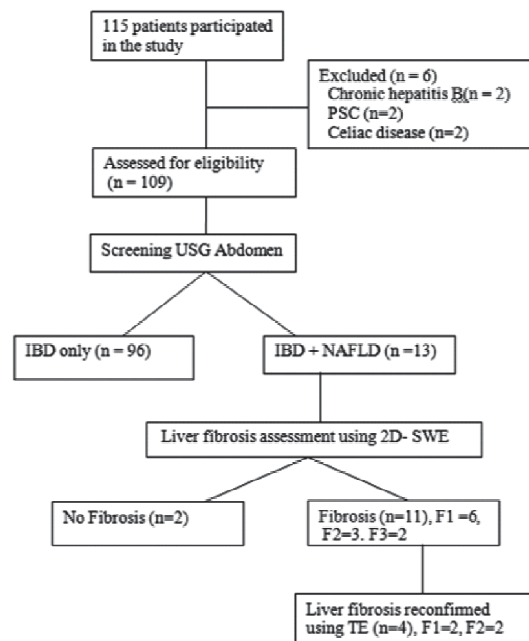 115 patients participated
in the study
Excluded (n = 6)
Chronic hepatitis B(n = 2)
PSC (n=2)
Celiac disease (n=2)
Assessed for eligibility
(n = 109)
Screening USG Abdomen
IBD only (n = 96)
IBD + NAFLD (n =13)
Liver fibrosis assessment using 2D- SWE
No Fibrosis (n=2)
Fibrosis (n=11), F1 =6,
F2=3. F3=2
Liver fibrosis reconfirmed
using TE (n=4), F1=2, F2=2